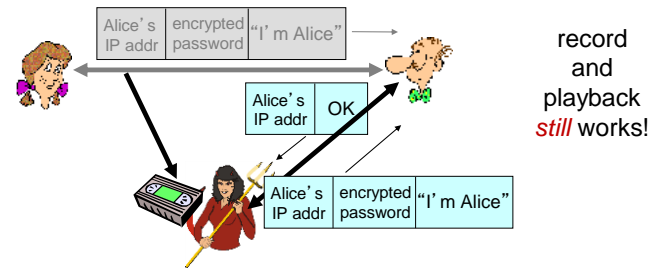 Alice's IP addr
encrypted password
"I'm Alice"
record
and
playback
still works!
Alice's IP addr
OK
Alice's IP addr
encrypted password
"I'm Alice"